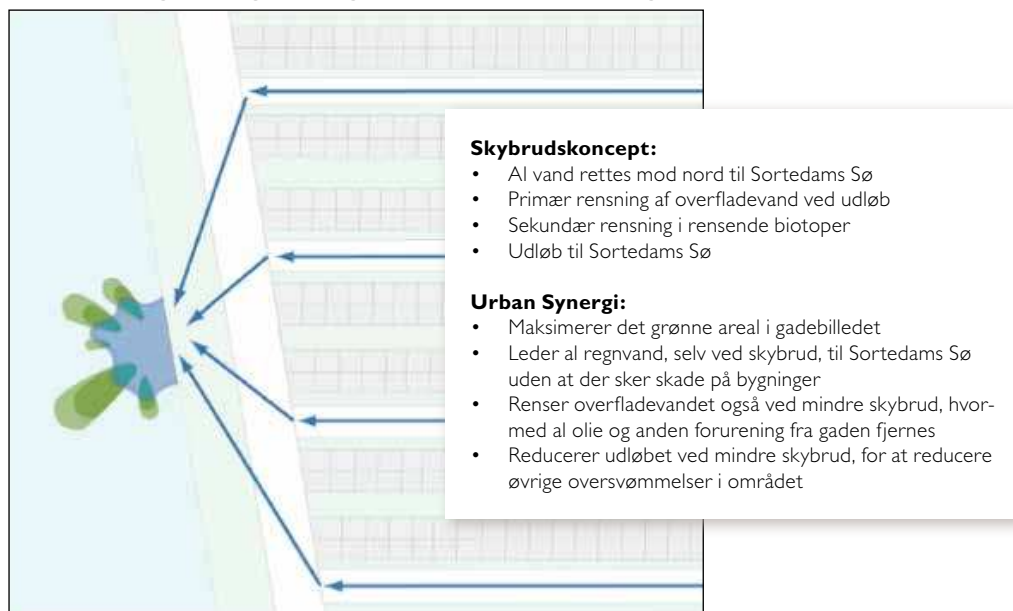 Skybrudskoncept:
• Al vand rettes mod nord til Sortedams Sø
• Primær rensning af overfladevand ved udløb
• Sekundær rensning i rensende biotoper
• Udløb til Sortedams Sø
Urban Synergi:
• Maksimerer det grønne areal i gadebilledet
• Leder al regnvand, selv ved skybrud, til Sortedams Sø
uden at der sker skade på bygninger
• Renser overfladevandet også ved mindre skybrud, hvor-
med al olie og anden forurening fra gaden fjernes
• Reducerer udløbet ved mindre skybrud, for at reducere
øvrige oversvømmelser i området